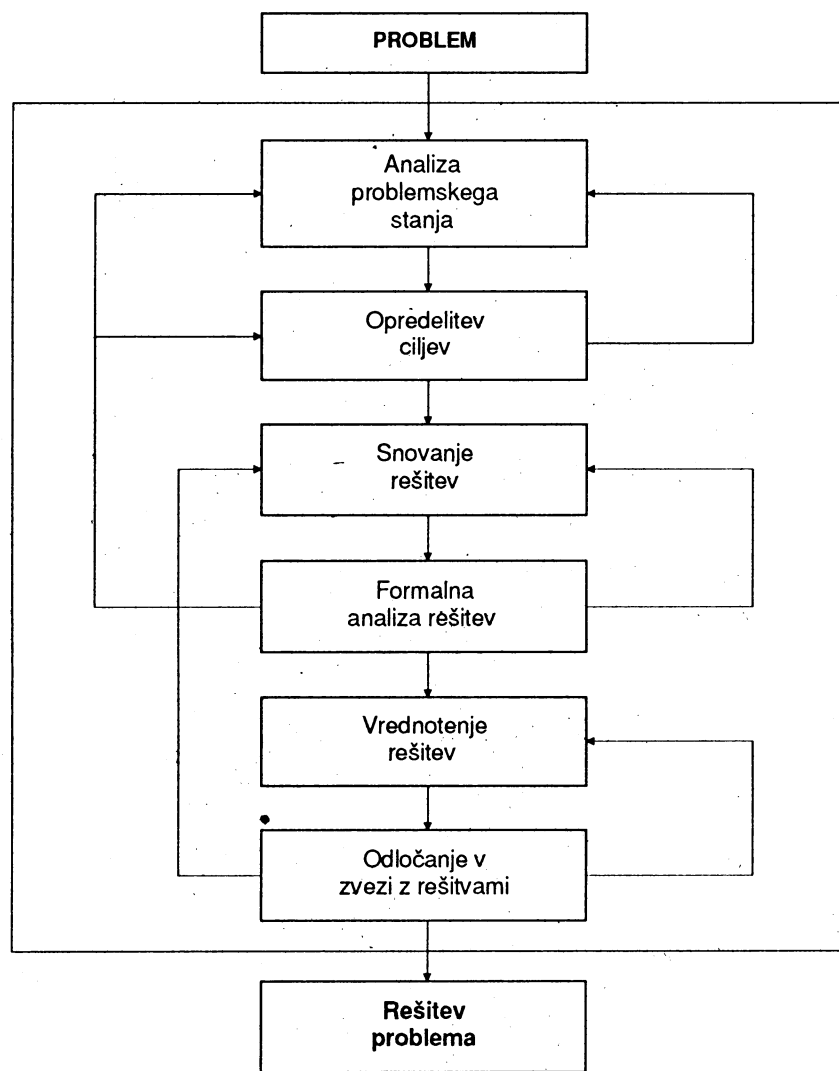 PROBLEM
Analiza
problemskega
stanja
Opredelitev
ciljev
Snovanje
rešitev
Formalna
analiza rešitev
Vrednotenje
rešitev
Odločanje v
zvezi z rešitvami
Rešitev
problema